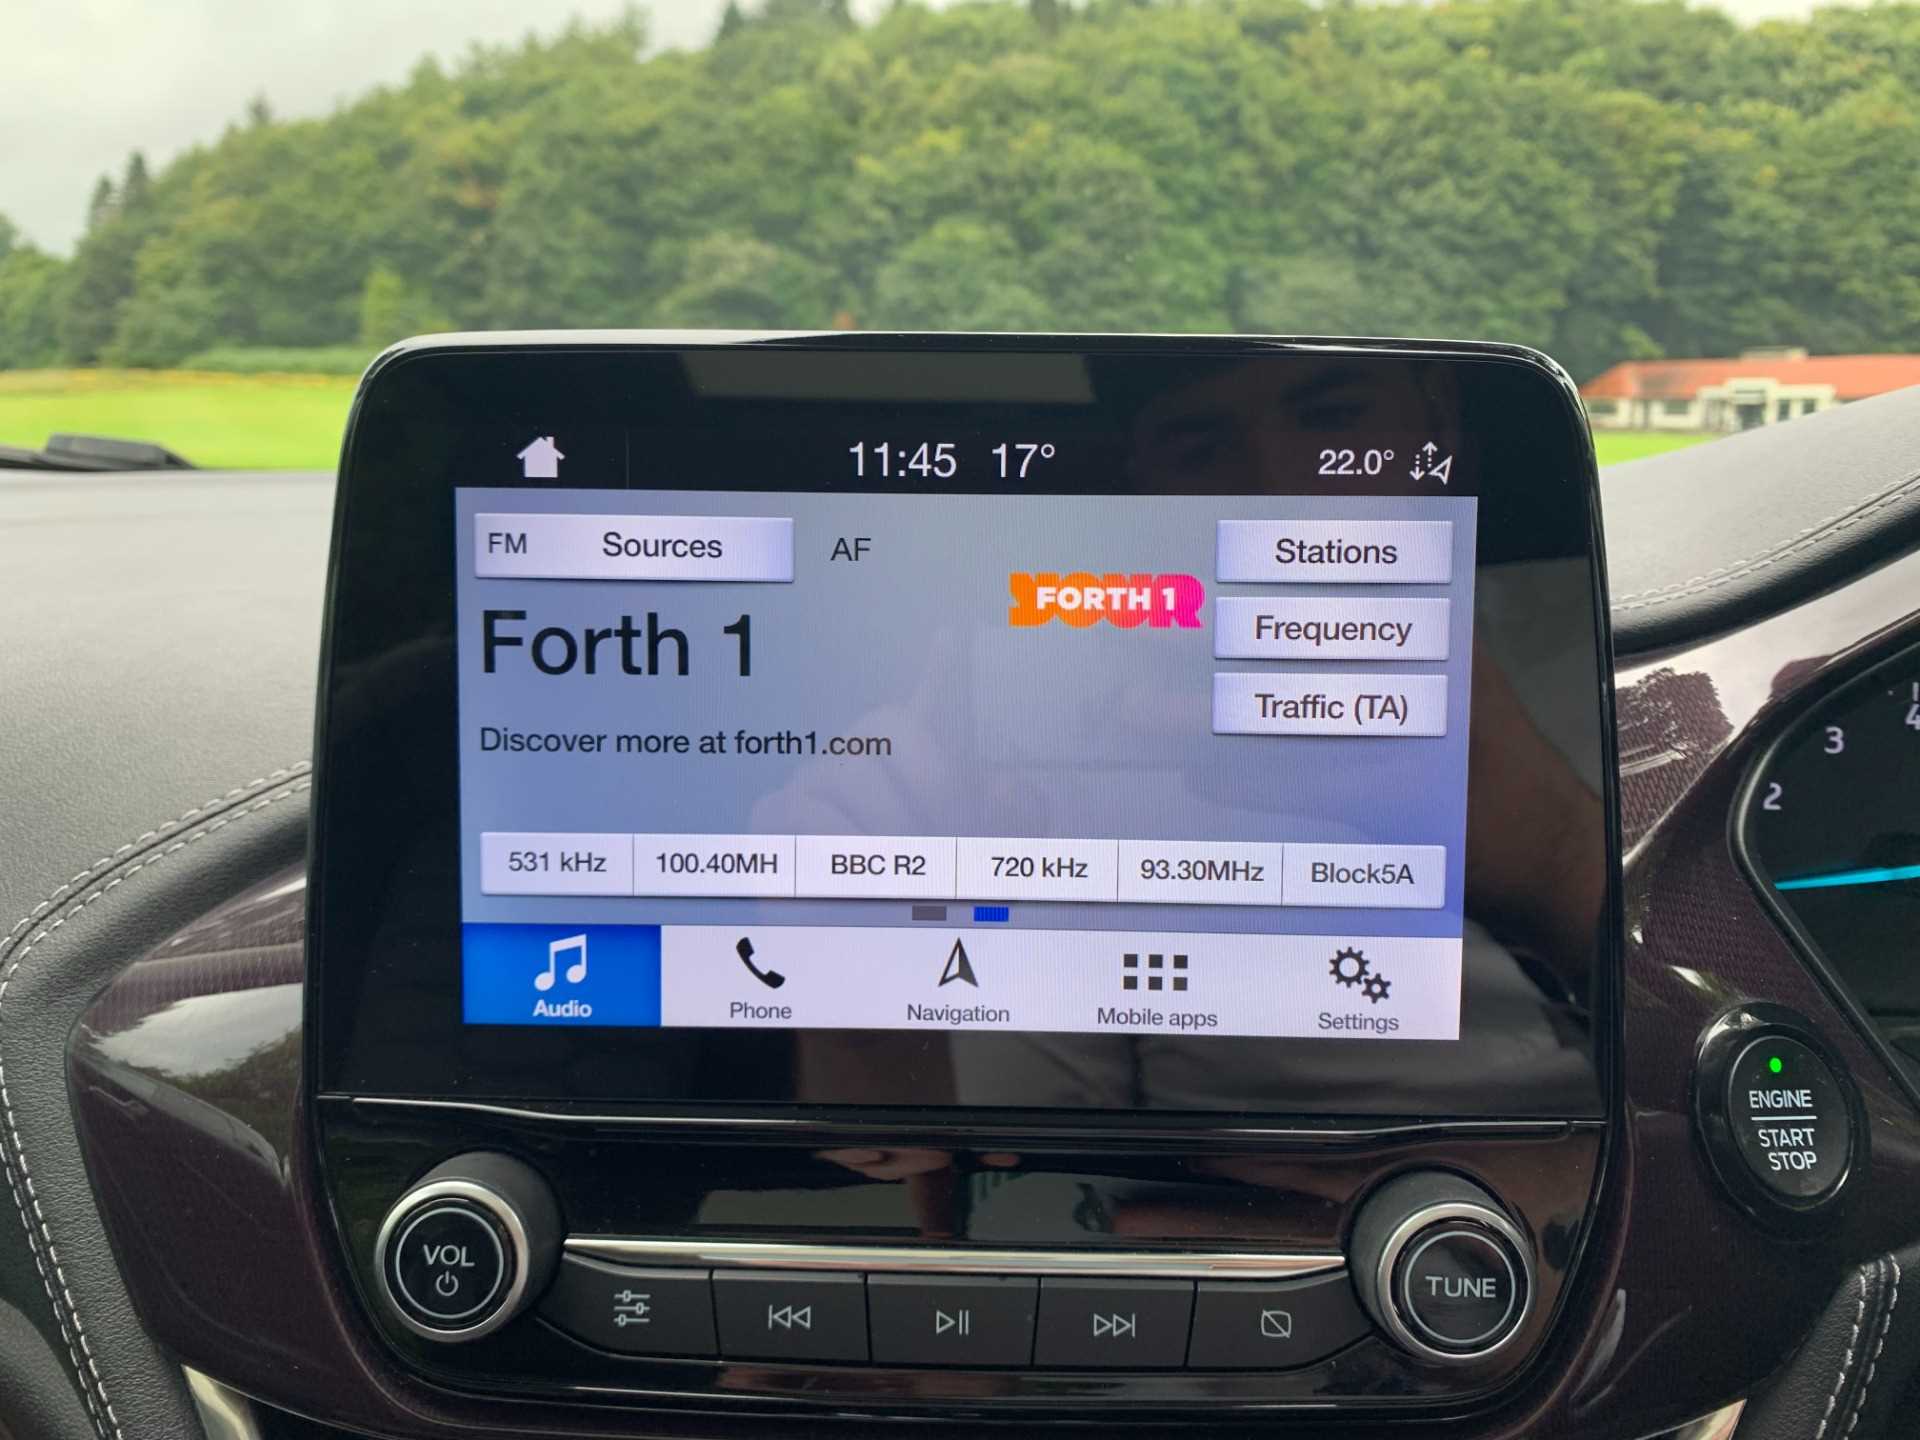 11:45 17° 22.0°
FM Sources AF Stations
FORTH 1
Frequency
Forth 1
Traffic (TA)
Discover more at forth1.com
531 kHz 100.40MH BBC R2 720 kHz 93.30MHz Block5A
Audio Phone Navigation Mobile apps Settings
2 3 4
ENGINE
START
STOP
VOL
TUNE